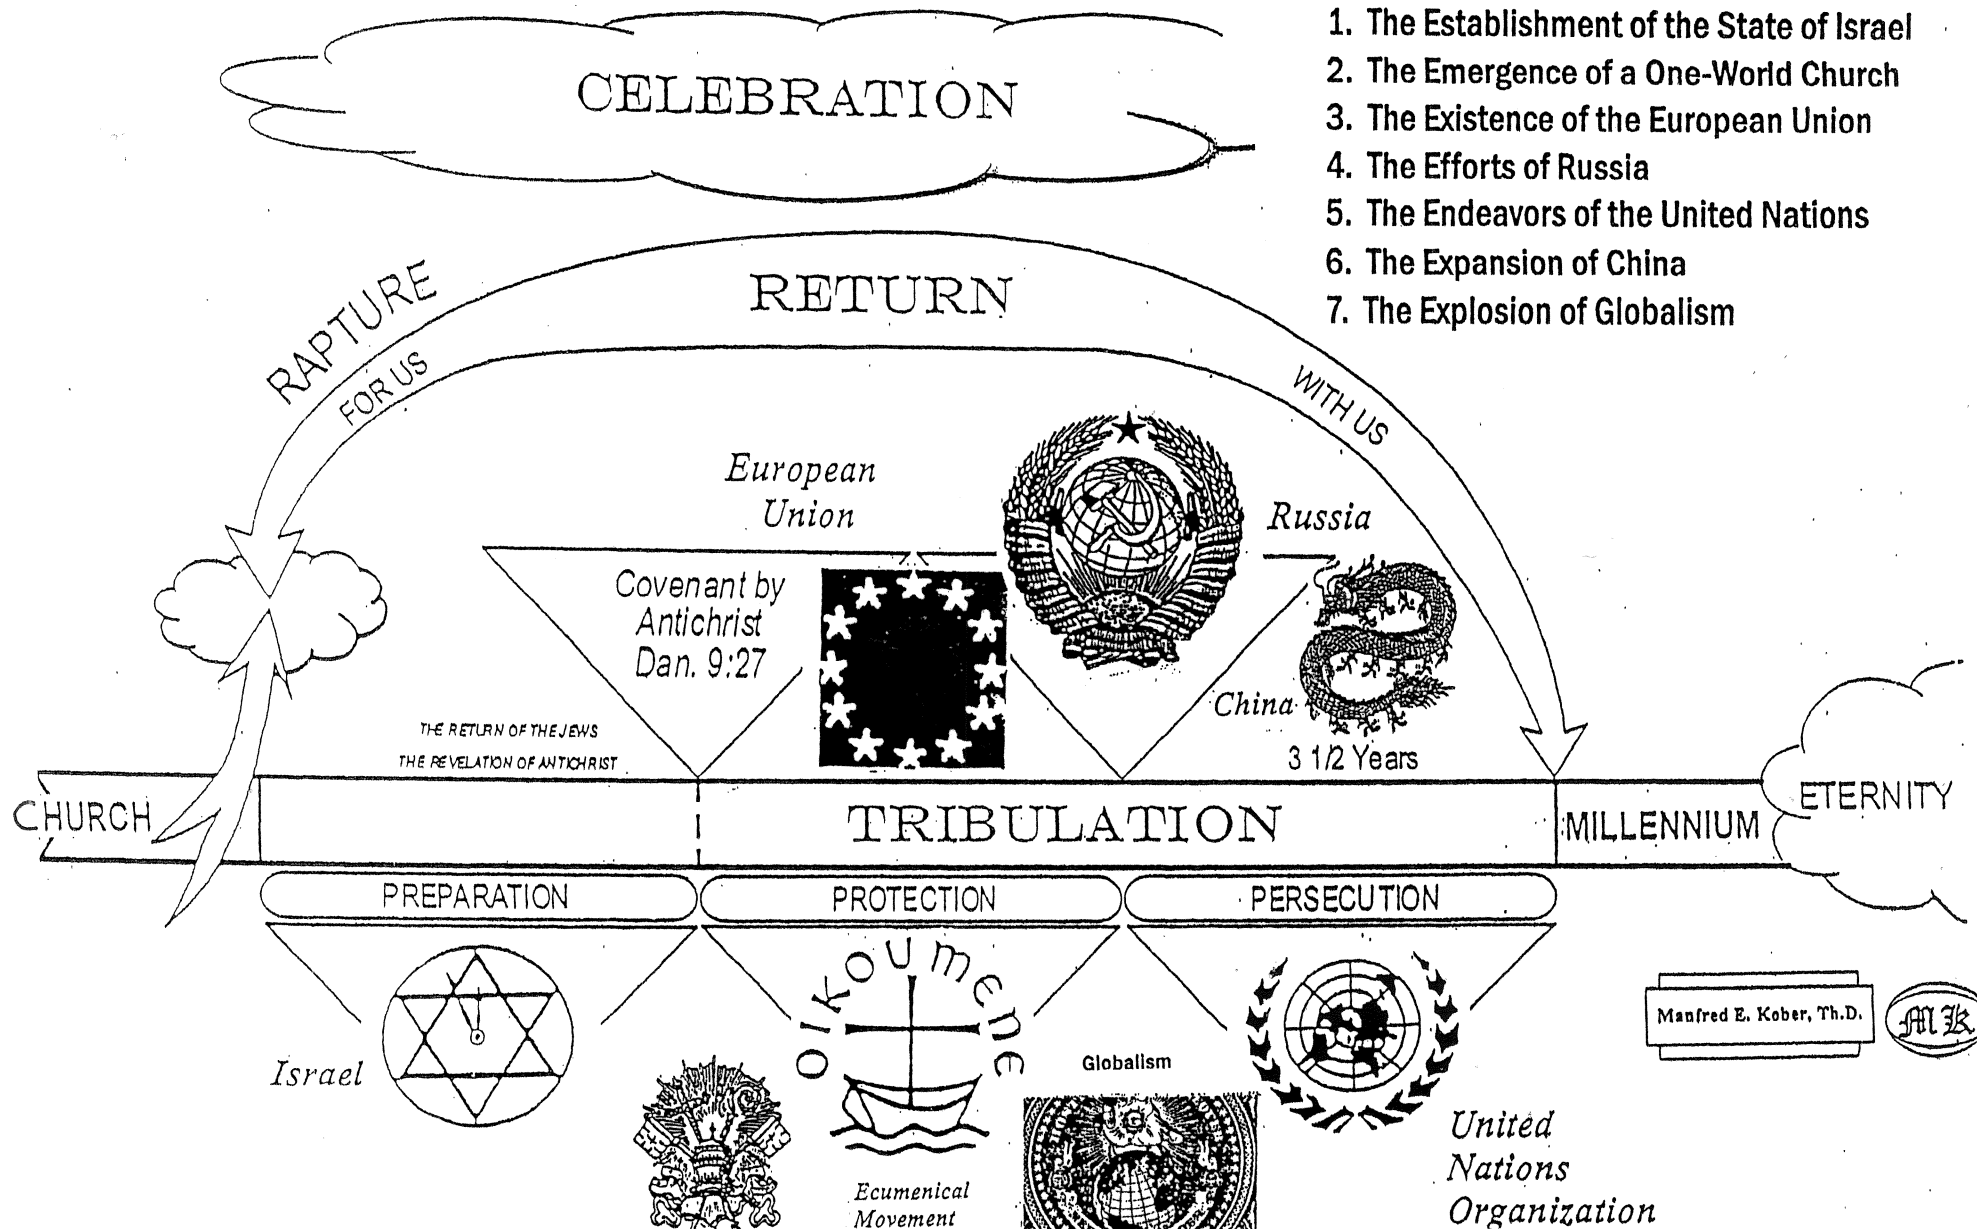 CELEBRATION
1. The Establishment of the State of Israel
2. The Emergence of a One-World Church
3. The Existence of the European Union
4. The Efforts of Russia
5. The Endeavors of the United Nations
6. The Expansion of China
7. The Explosion of Globalism
RETURN
RAPTURE
FOR US
WITH US
European
Union
Russia
Covenant by
Antichrist
Dan. 9:27
China
3 1/2 Years
THE RETURN OF THE JEWS
THE REVELATION OF ANTICHRIST
CHURCH
TRIBULATION
MILLENNIUM
ETERNITY
PREPARATION
PROTECTION
PERSECUTION
Israel
OIKOUMENE
Globalism
Manfred E. Kober, Th.D.
MK
Ecumenical
Movement
United
Nations
Organization